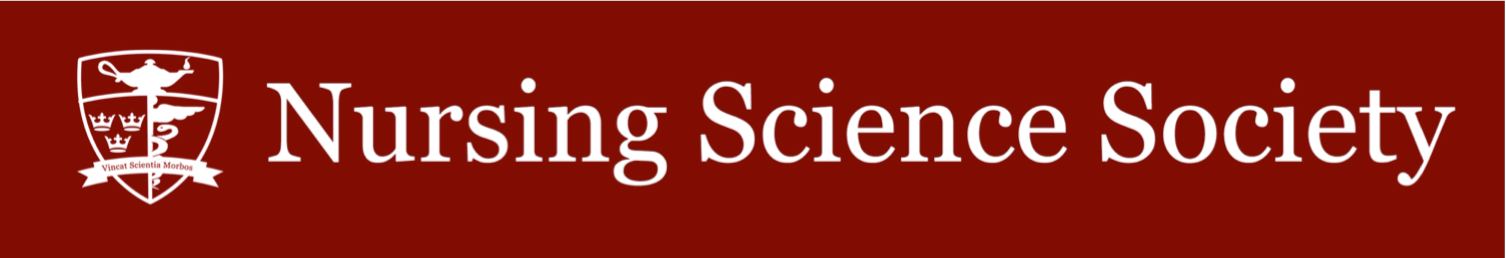 Nursing Science Society
Vincat Scientia Morbos